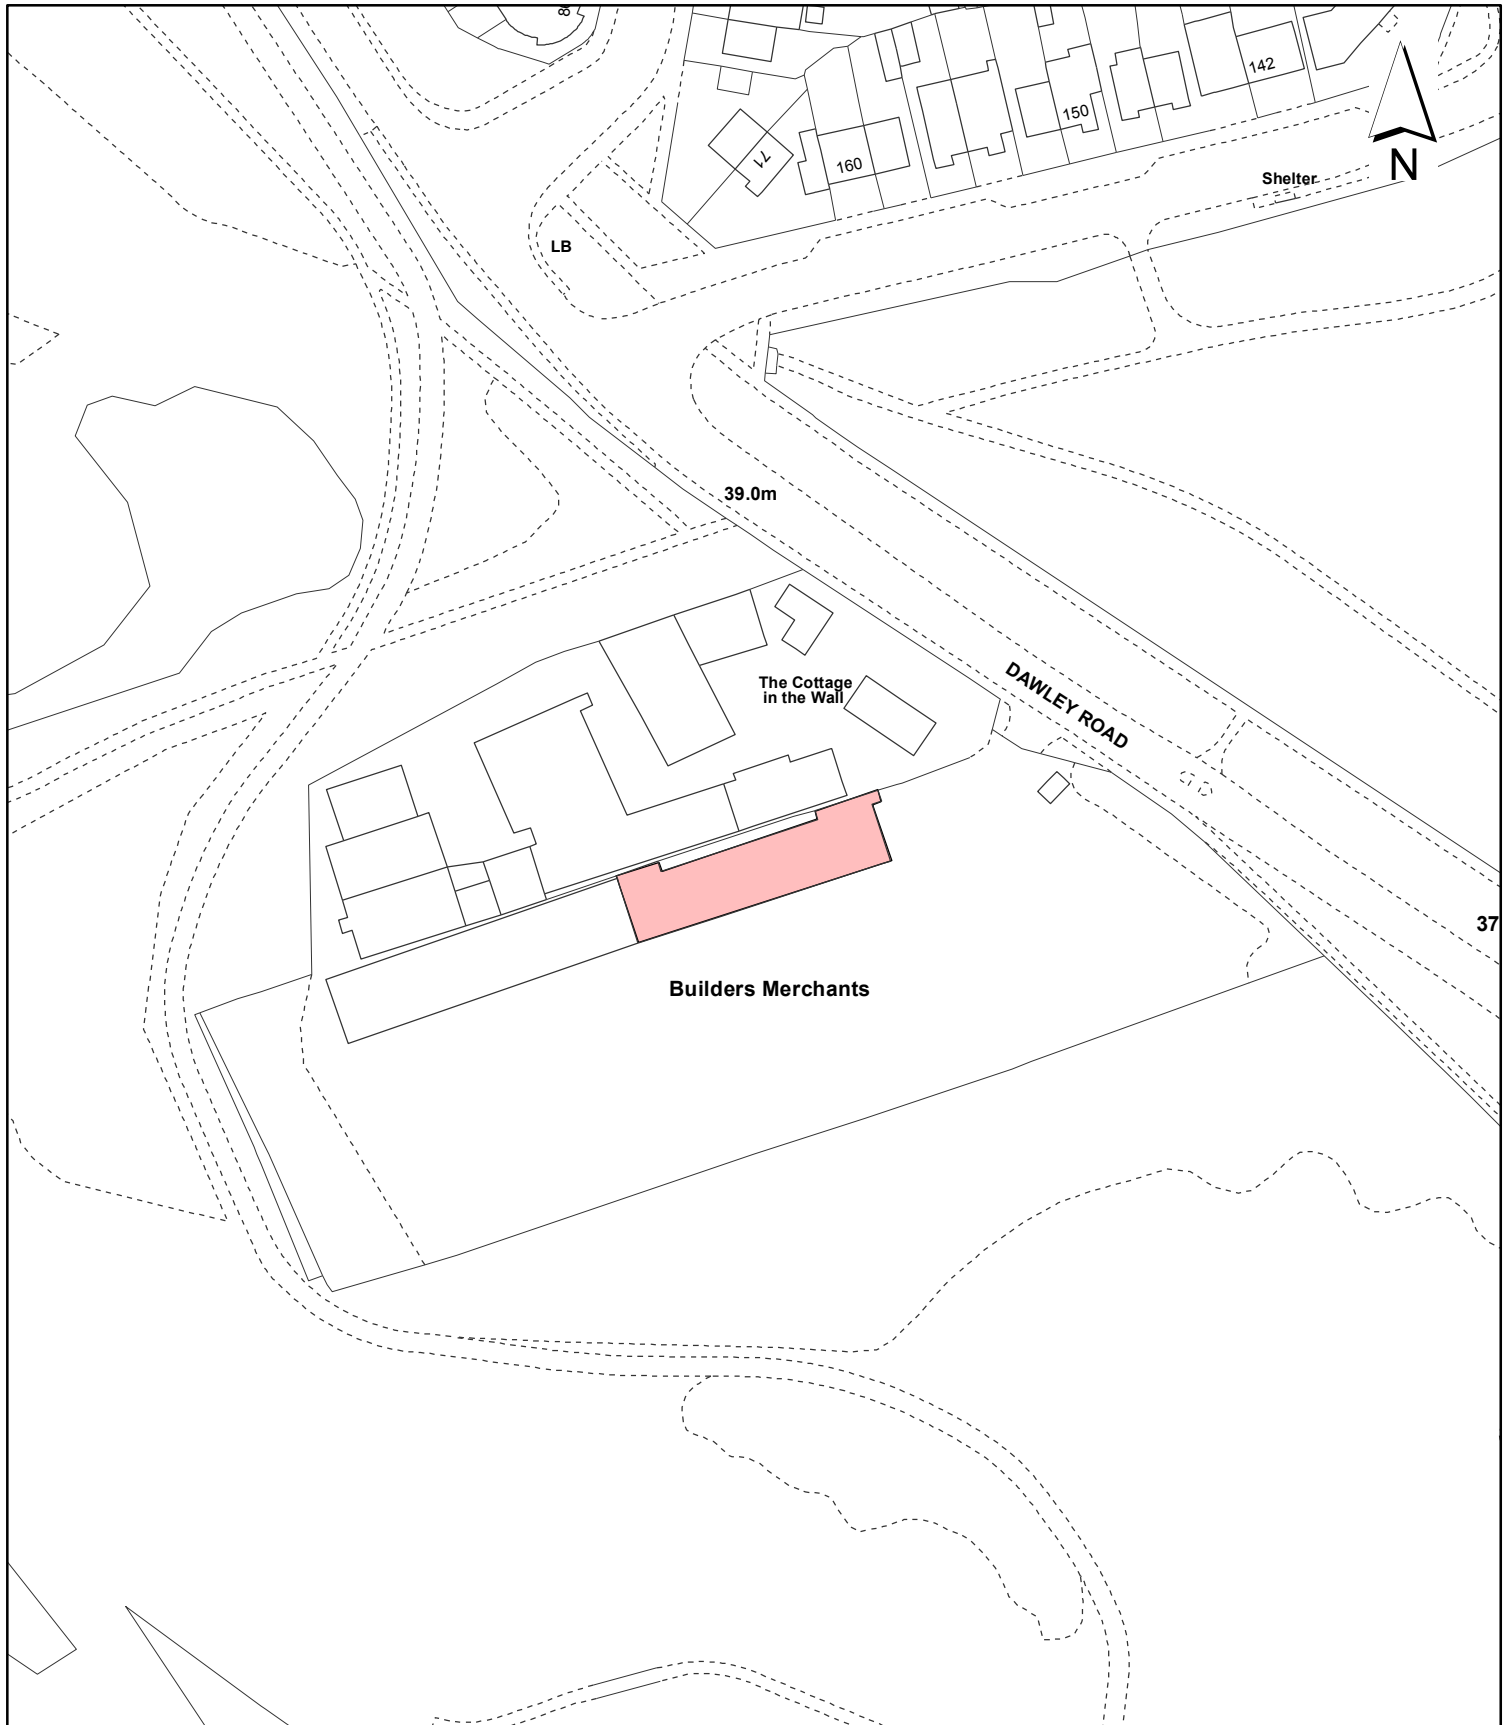 142
150
160
71
N
Shelter
LB
39.0m
The Cottage
in the Wall
DAWLEY ROAD
37
Builders Merchants